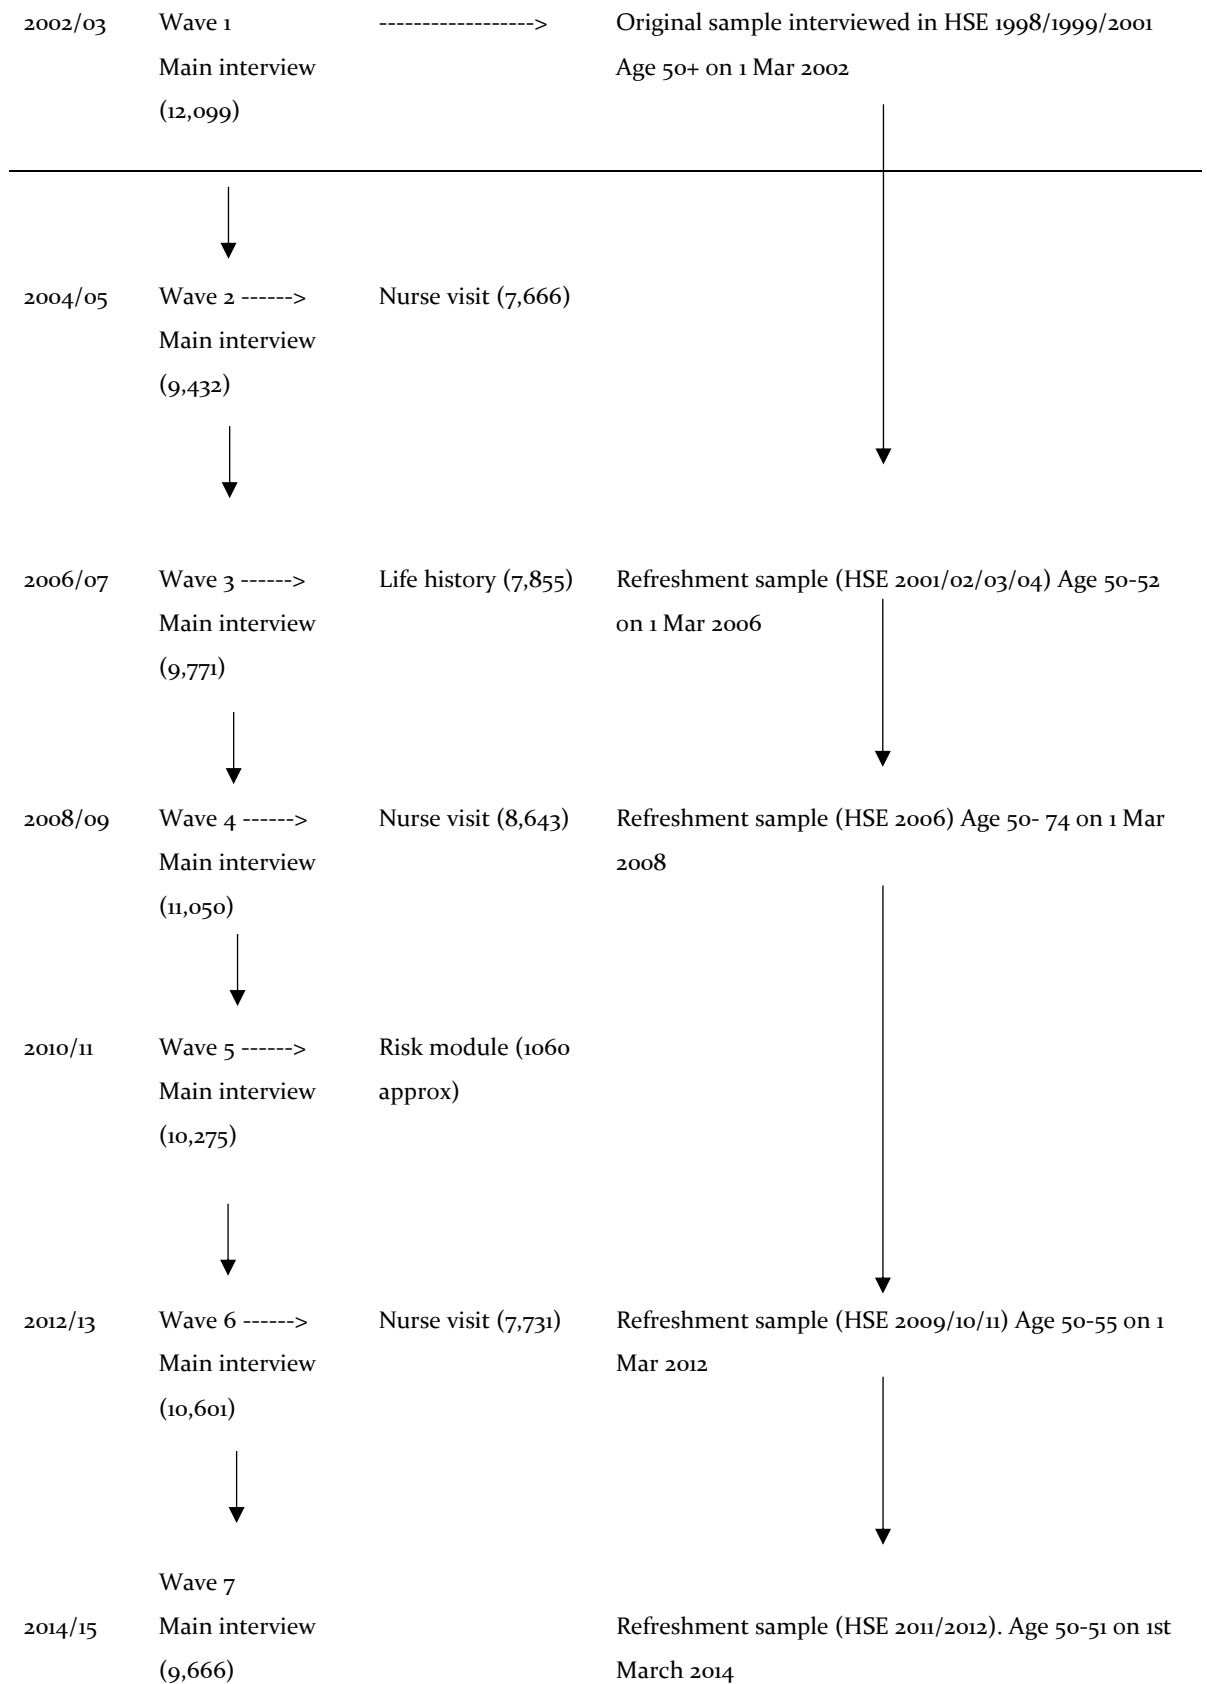 2002/03 Wave 1 ------------------> Original sample interviewed in HSE 1998/1999/2001
Main interview Age 50+ on 1 Mar 2002
(12,099)
2004/05 Wave 2 ------> Nurse visit (7,666)
Main interview
(9,432)
2006/07 Wave 3 ------> Life history (7,855) Refreshment sample (HSE 2001/02/03/04) Age 50-52
Main interview on 1 Mar 2006
(9,771)
2008/09 Wave 4 ------> Nurse visit (8,643) Refreshment sample (HSE 2006) Age 50- 74 on 1 Mar
Main interview 2008
(11,050)
2010/11 Wave 5 ------> Risk module (1060
Main interview approx)
(10,275)
2012/13 Wave 6 ------> Nurse visit (7,731) Refreshment sample (HSE 2009/10/11) Age 50-55 on 1
Main interview Mar 2012
(10,601)
Wave 7
2014/15 Main interview Refreshment sample (HSE 2011/2012). Age 50-51 on 1st
(9,666) March 2014